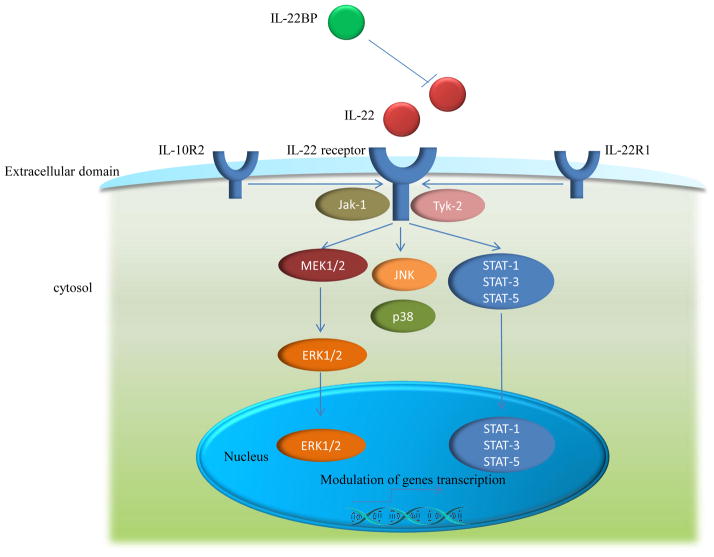 IL-22BP
IL-22
IL-10R2
IL-22 receptor
IL-22R1
Extracellular domain
Jak-1
Tyk-2
MEK1/2
JNK
STAT-1
STAT-3
STAT-5
cytosol
p38
ERK1/2
ERK1/2
STAT-1
STAT-3
STAT-5
Nucleus
Modulation of genes transcription